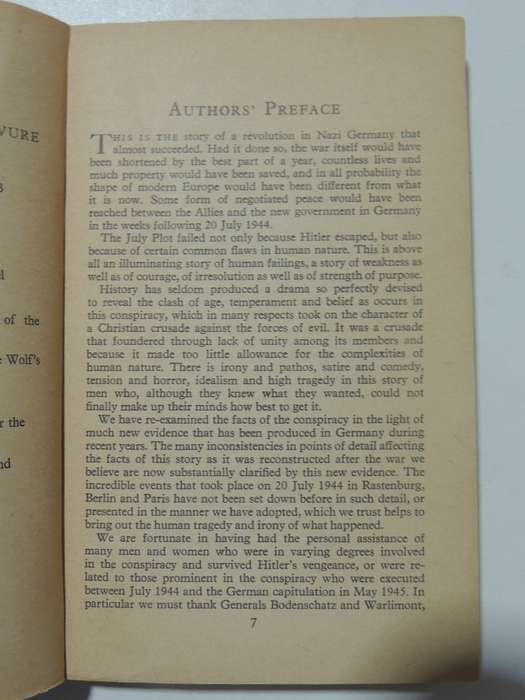 VURE
of the
Wolf's
r the
nd
AUTHORS' PREFACE
THIS IS THE story of a revolution in Nazi Germany that
almost succeeded. Had it done so, the war itself would have
been shortened by the best part of a year, countless lives and
much property would have been saved, and in all probability the
shape of modern Europe would have been different from what
it is now. Some form of negotiated peace would have been
reached between the Allies and the new government in Germany
in the weeks following 20 July 1944.
The July Plot failed not only because Hitler escaped, but also
because of certain common flaws in human nature. This is above
all an illuminating story of human failings, a story of weakness as
well as of courage, of irresolution as well as of strength of purpose.
History has seldom produced a drama so perfectly devised
to reveal the clash of age, temperament and belief as occurs in
this conspiracy, which in many respects took on the character of
a Christian crusade against the forces of evil. It was a crusade
that foundered through lack of unity among its members and
because it made too little allowance for the complexities of
human nature. There is irony and pathos, satire and comedy,
tension and horror, idealism and high tragedy in this story of
men who, although they knew what they wanted, could not
finally make up their minds how best to get it.
We have re-examined the facts of the conspiracy in the light of
much new evidence that has been produced in Germany during
recent years. The many inconsistencies in points of detail affecting
the facts of this story as it was reconstructed after the war we
believe are now substantially clarified by this new evidence. The
incredible events that took place on 20 July 1944 in Rastenburg,
Berlin and Paris have not been set down before in such detail, or
presented in the manner we have adopted, which we trust helps to
bring out the human tragedy and irony of what happened.
We are fortunate in having had the personal assistance of
many men and women who were in varying degrees involved
in the conspiracy and survived Hitler's vengeance, or were re-
lated to those prominent in the conspiracy who were executed
between July 1944 and the German capitulation in May 1945. In
particular we must thank Generals Bodenschatz and Warlimont,
7